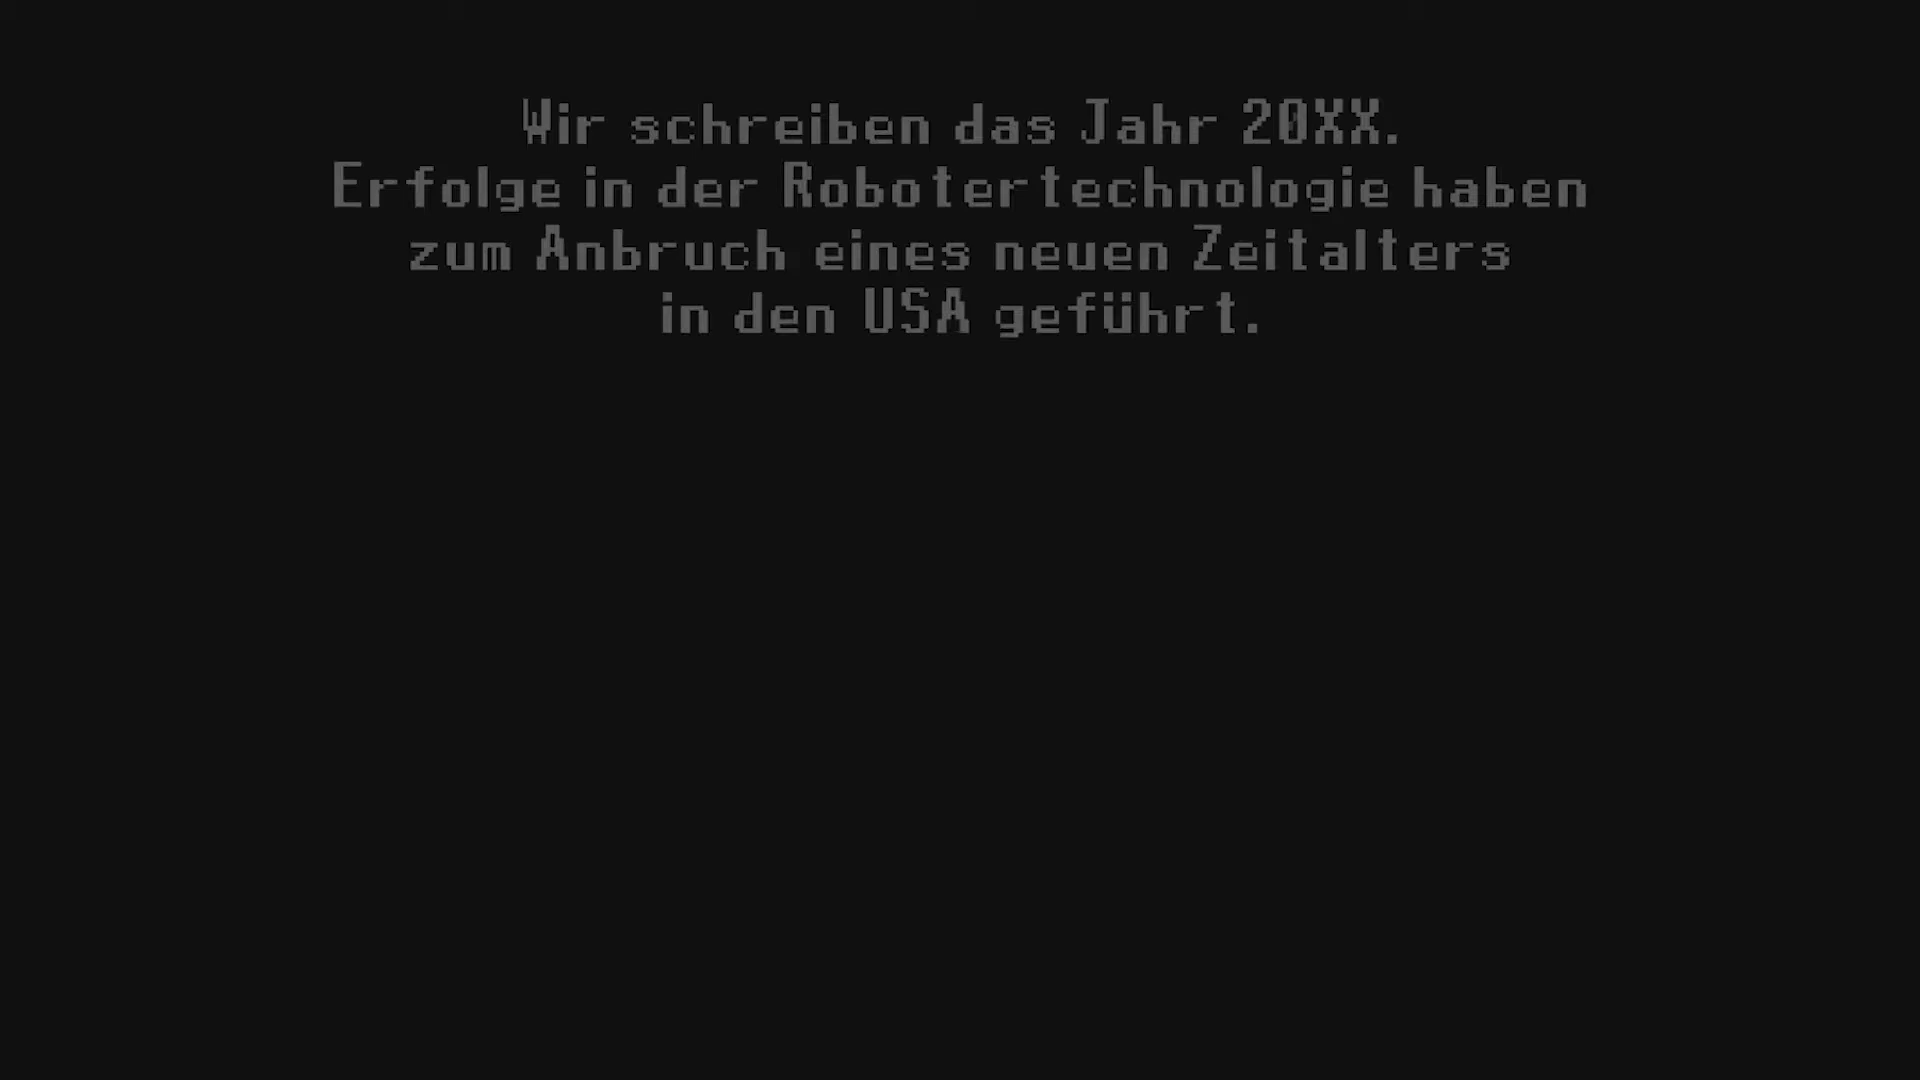 Wir schreiben das Jahr 20XX.
Erfolge in der Robotertechnologie haben
zum Anbruch eines neuen Zeitalters
in den USA geführt.